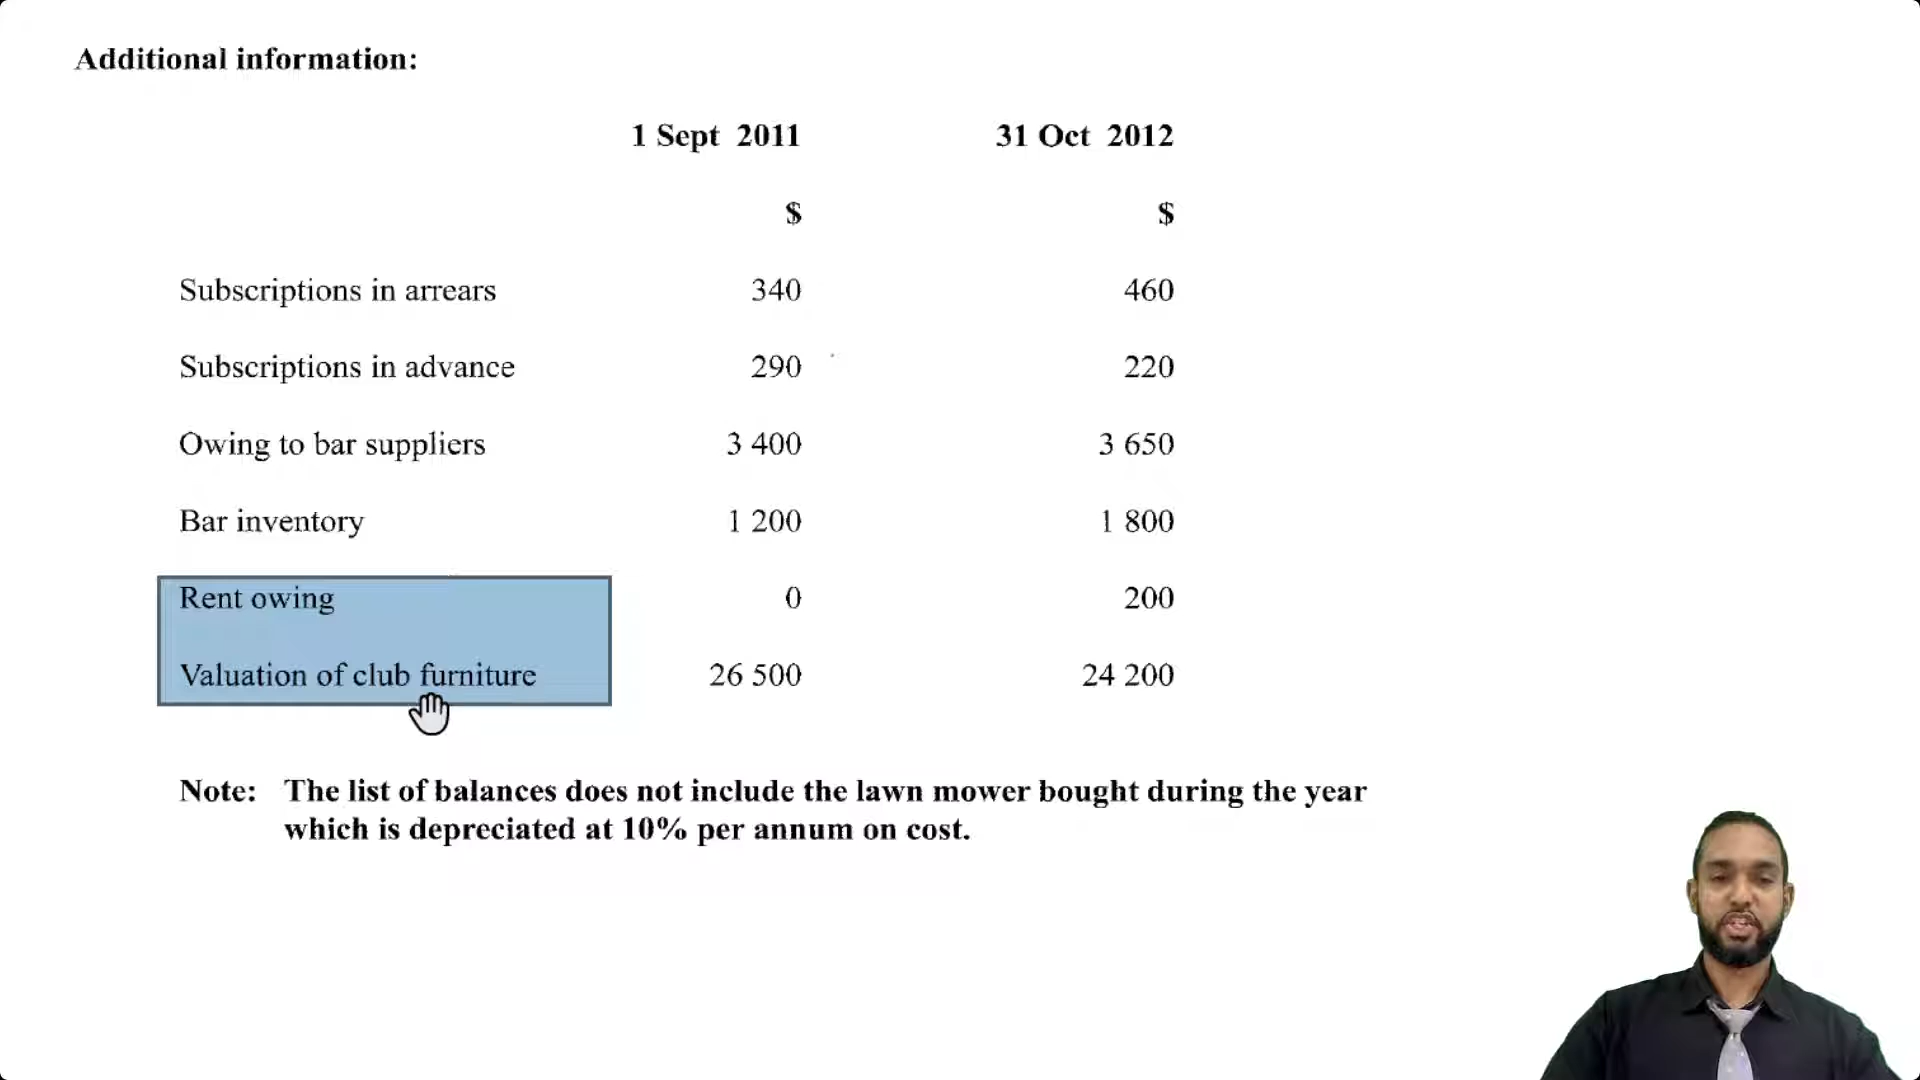 Additional information:
1 Sept 2011 31 Oct 2012
$ $
Subscriptions in arrears 340 460
Subscriptions in advance 290 220
Owing to bar suppliers 3 400 3 650
Bar inventory 1 200 1 800
Rent owing 0 200
Valuation of club furniture 26 500 24 200
Note: The list of balances does not include the lawn mower bought during the year
which is depreciated at 10% per annum on cost.